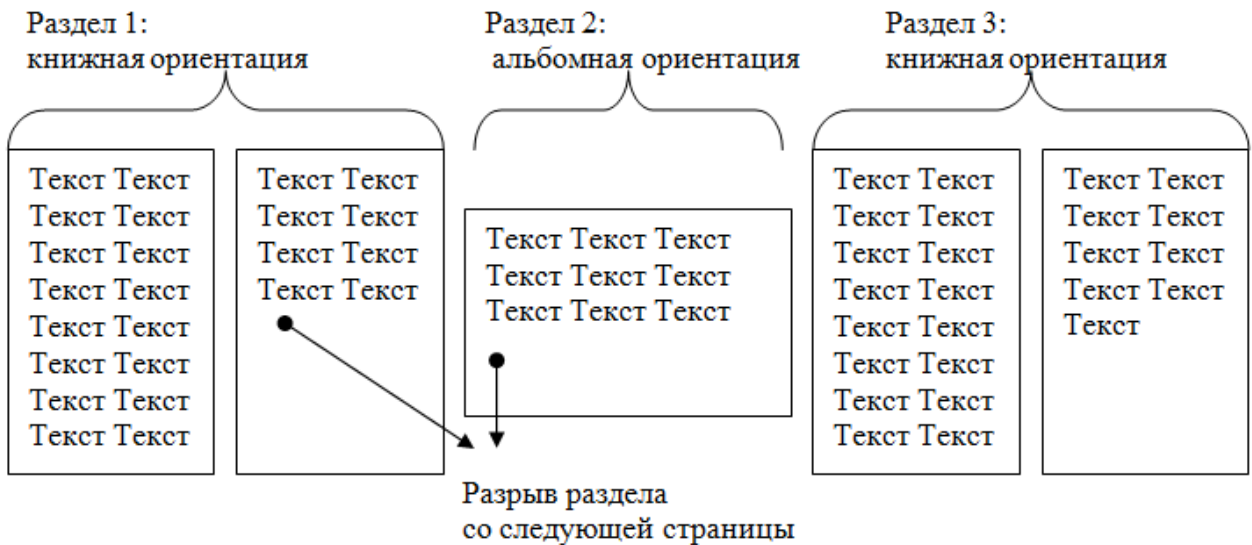 Раздел 1:
книжная ориентация
Раздел 2:
альбомная ориентация
Раздел 3:
книжная ориентация
Текст Текст
Текст Текст
Текст Текст
Текст Текст
Текст Текст
Текст Текст
Текст Текст
Текст Текст
Текст Текст
Текст Текст
Текст Текст
Текст Текст
Текст Текст Текст
Текст Текст Текст
Текст Текст Текст
Текст Текст
Текст Текст
Текст Текст
Текст Текст
Текст Текст
Текст Текст
Текст Текст
Текст Текст
Текст Текст
Текст Текст
Текст Текст
Текст Текст
Текст
Разрыв раздела
со следующей страницы